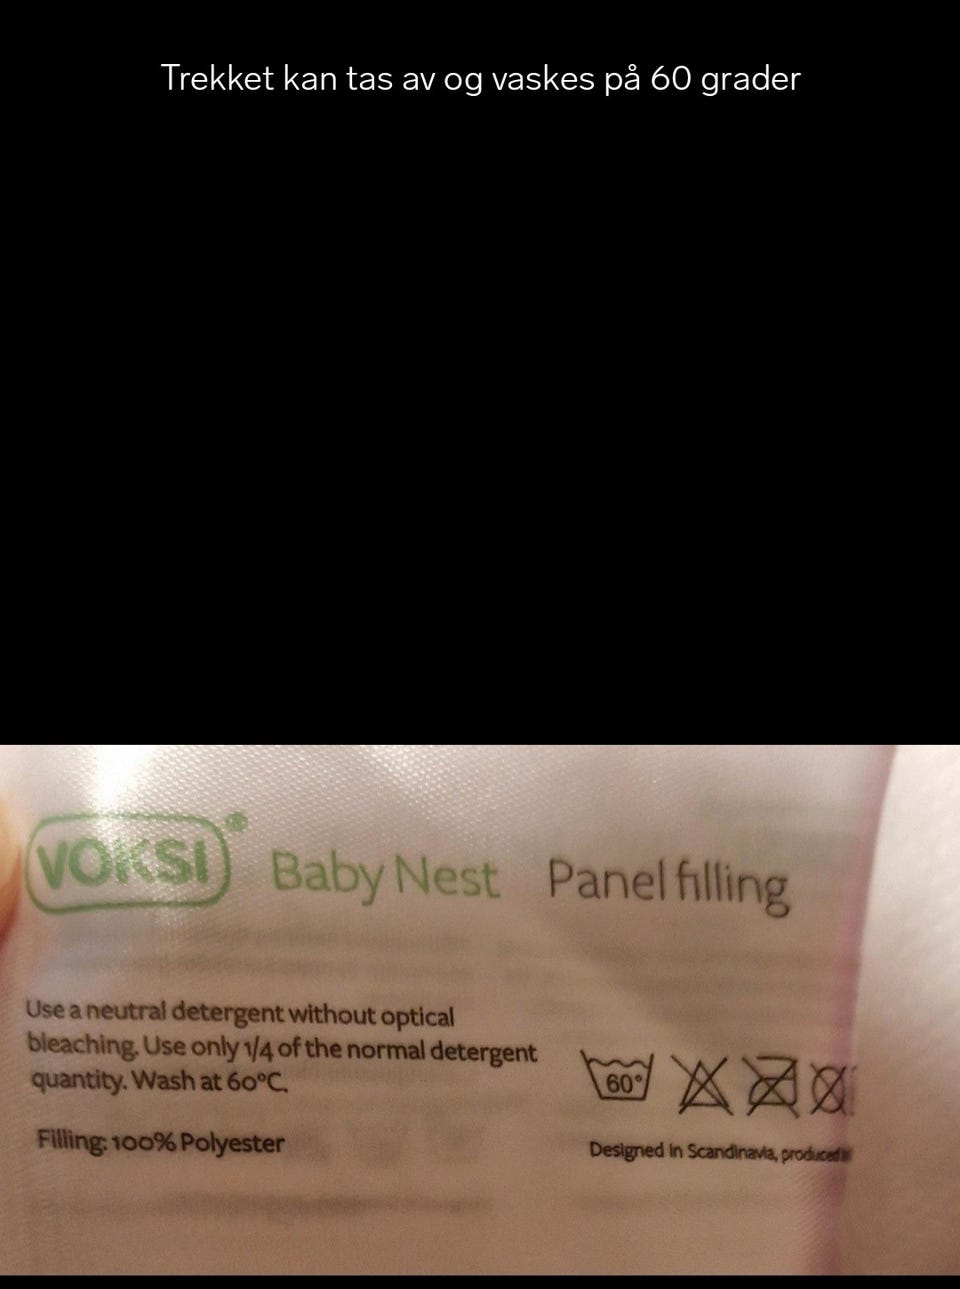 Trekket kan tas av og vaskes på 60 grader
VOKSI® Baby Nest Panel filling
Use a neutral detergent without optical
bleaching. Use only 1/4 of the normal detergent
quantity. Wash at 60°C.
60°
Filling: 100% Polyester
Designed in Scandinavia, produced